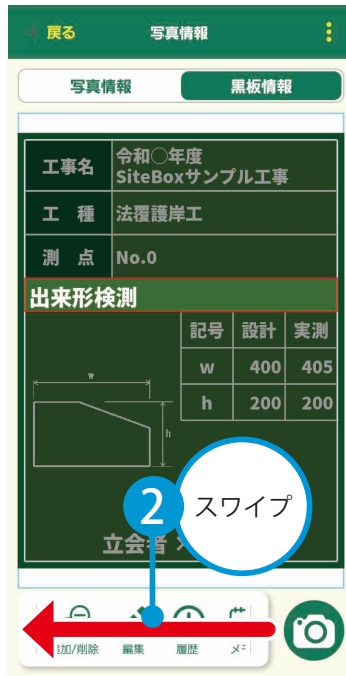 戻る 写真情報
写真情報 黒板情報
工事名 令和○年度
SiteBoxサンプル工事
工 種 法覆護岸工
測 点 No.0
出来形検測
記号 設計 実測
w 400 405
h 200 200
w
h
2 スワイプ
立会者
加/削除 編集 履歴